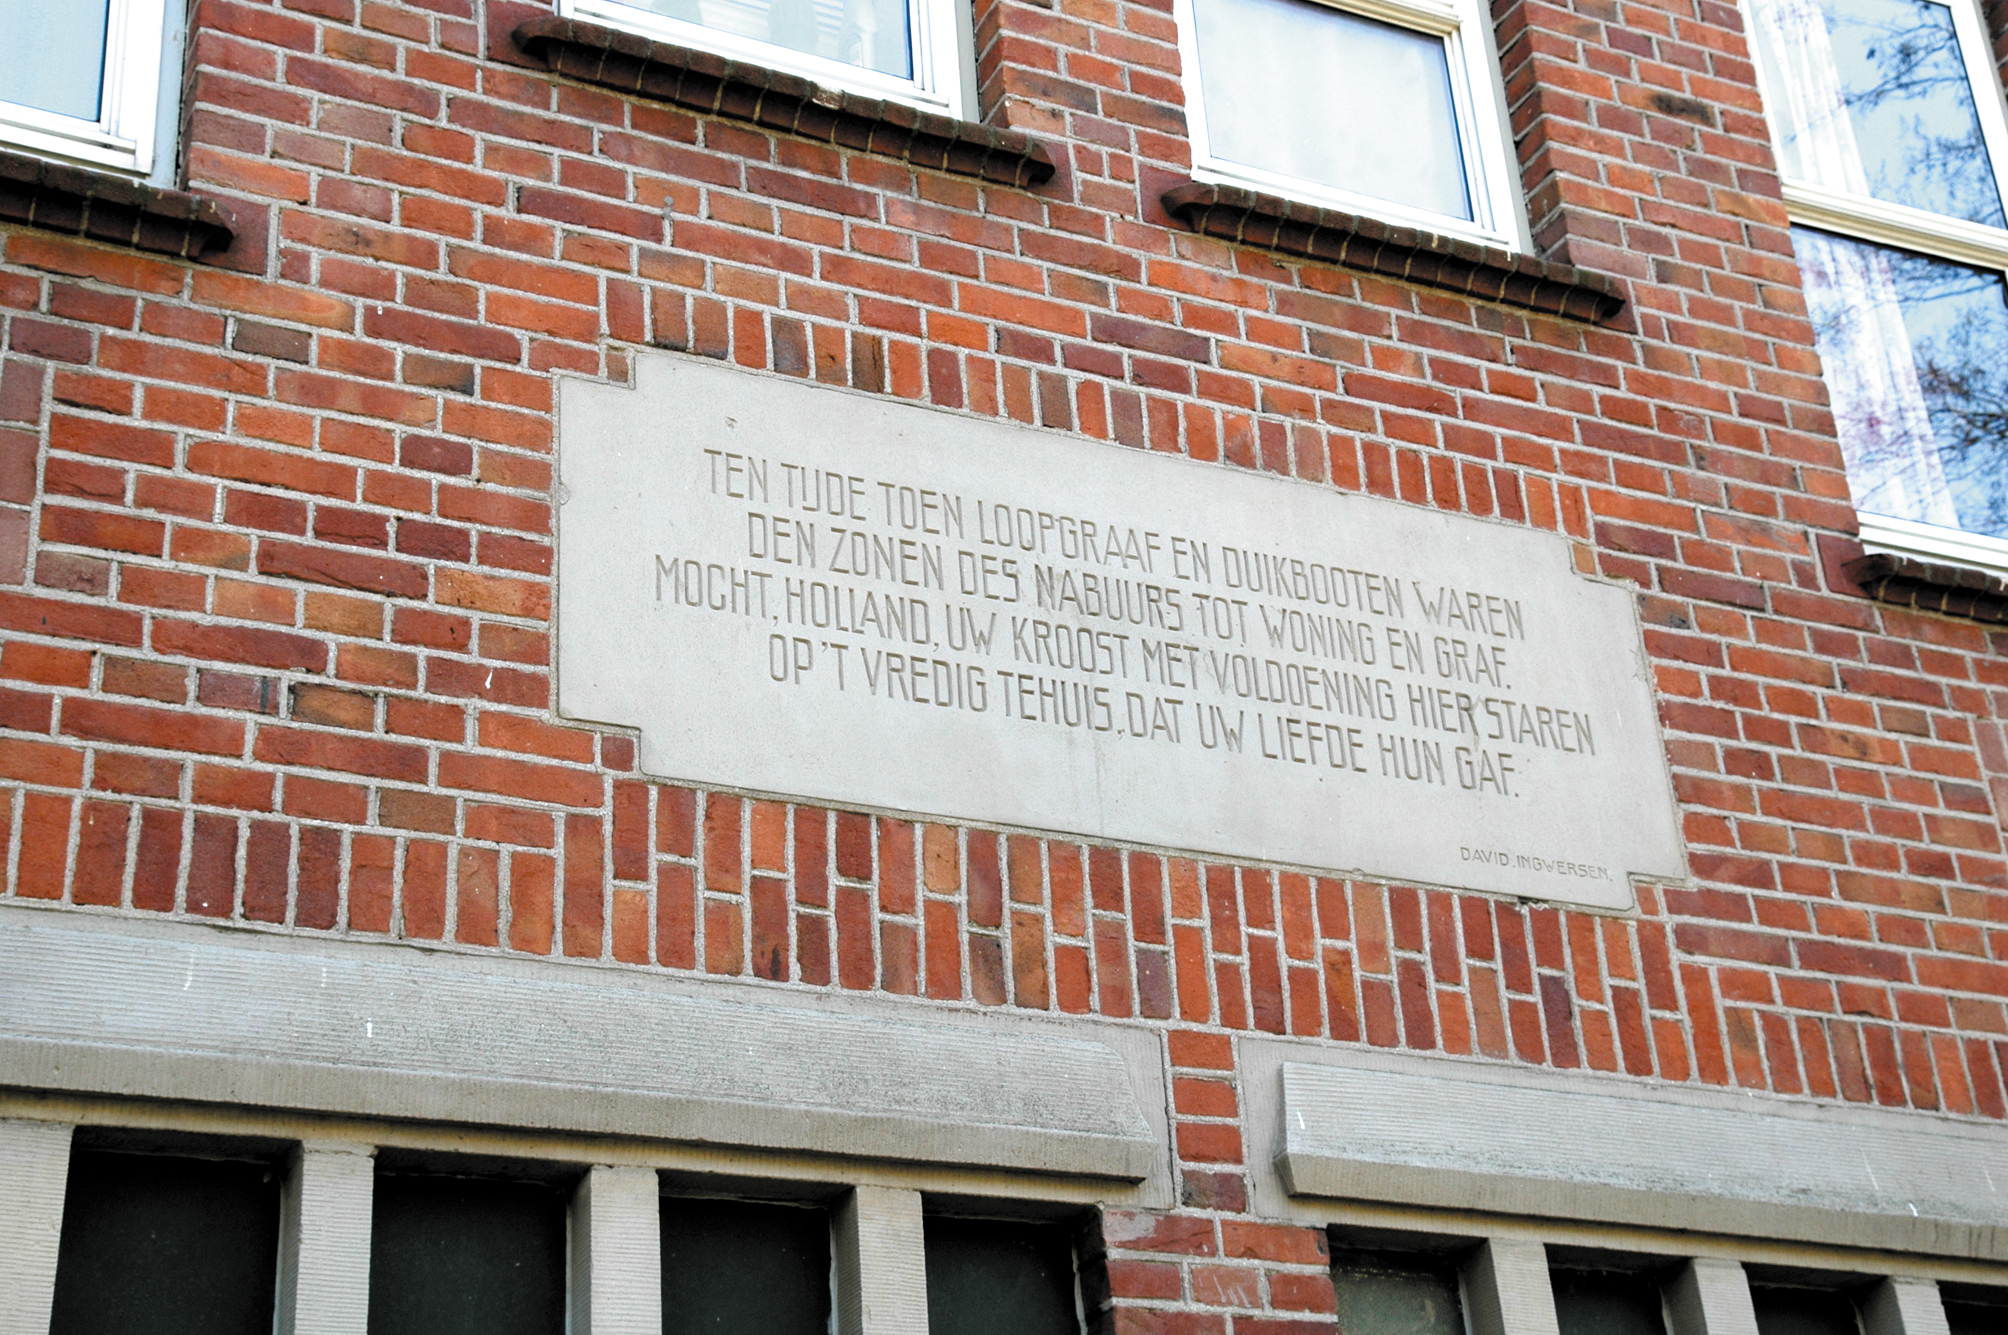 TEN TIJDE TOEN LOOPGRAAF EN DUIKBOOTEN WAREN
DEN ZONEN DES NABUURS TOT WONING EN GRAF.
MOCHT, HOLLAND, UW KROOST MET VOLDOENING HIER STAREN
OP 'T VREDIG TEHUIS, DAT UW LIEFDE HUN GAF.
DAVID. INGWERSEN.